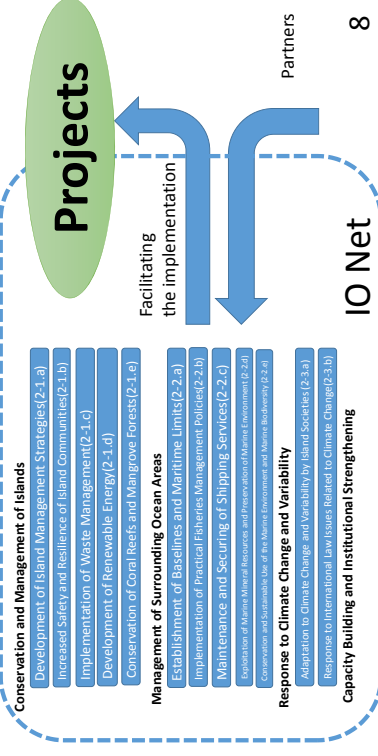 Conservation and Management of Islands
Development of Island Management Strategies(2-1.a)
Increased Safety and Resilience of Island Communities(2-1.b)
Implementation of Waste Management(2-1.c)
Development of Renewable Energy(2-1.d)
Conservation of Coral Reefs and Mangrove Forests(2-1.e)
Management of Surrounding Ocean Areas
Establishment of Baselines and Maritime Limits(2-2.a)
Implementation of Practical Fisheries Management Policies(2-2.b)
Maintenance and Securing of Shipping Services(2-2.c)
Exploitation of Marine Mineral Resources and Preservation of Marine Environment (2-2.d)
Conservation and Sustainable Use of the Marine Environment and Marine Biodiversity (2-2.e)
Response to Climate Change and Variability
Adaptation to Climate Change and Variability by Island Societies (2-3.a)
Response to International Law Issues Related to Climate Change(2-3.b)
Capacity Building and Institutional Strengthening
Projects
Facilitating
the implementation
Partners
IO Net
8